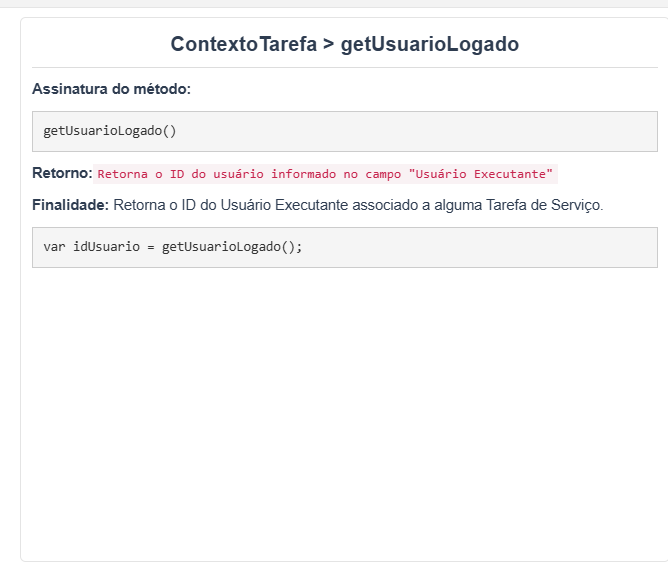 ContextoTarefa > getUsuarioLogado
Assinatura do método:
getUsuarioLogado()
Retorno: Retorna o ID do usuário informado no campo "Usuário Executante"
Finalidade: Retorna o ID do Usuário Executante associado a alguma Tarefa de Serviço.
var idUsuario = getUsuarioLogado();